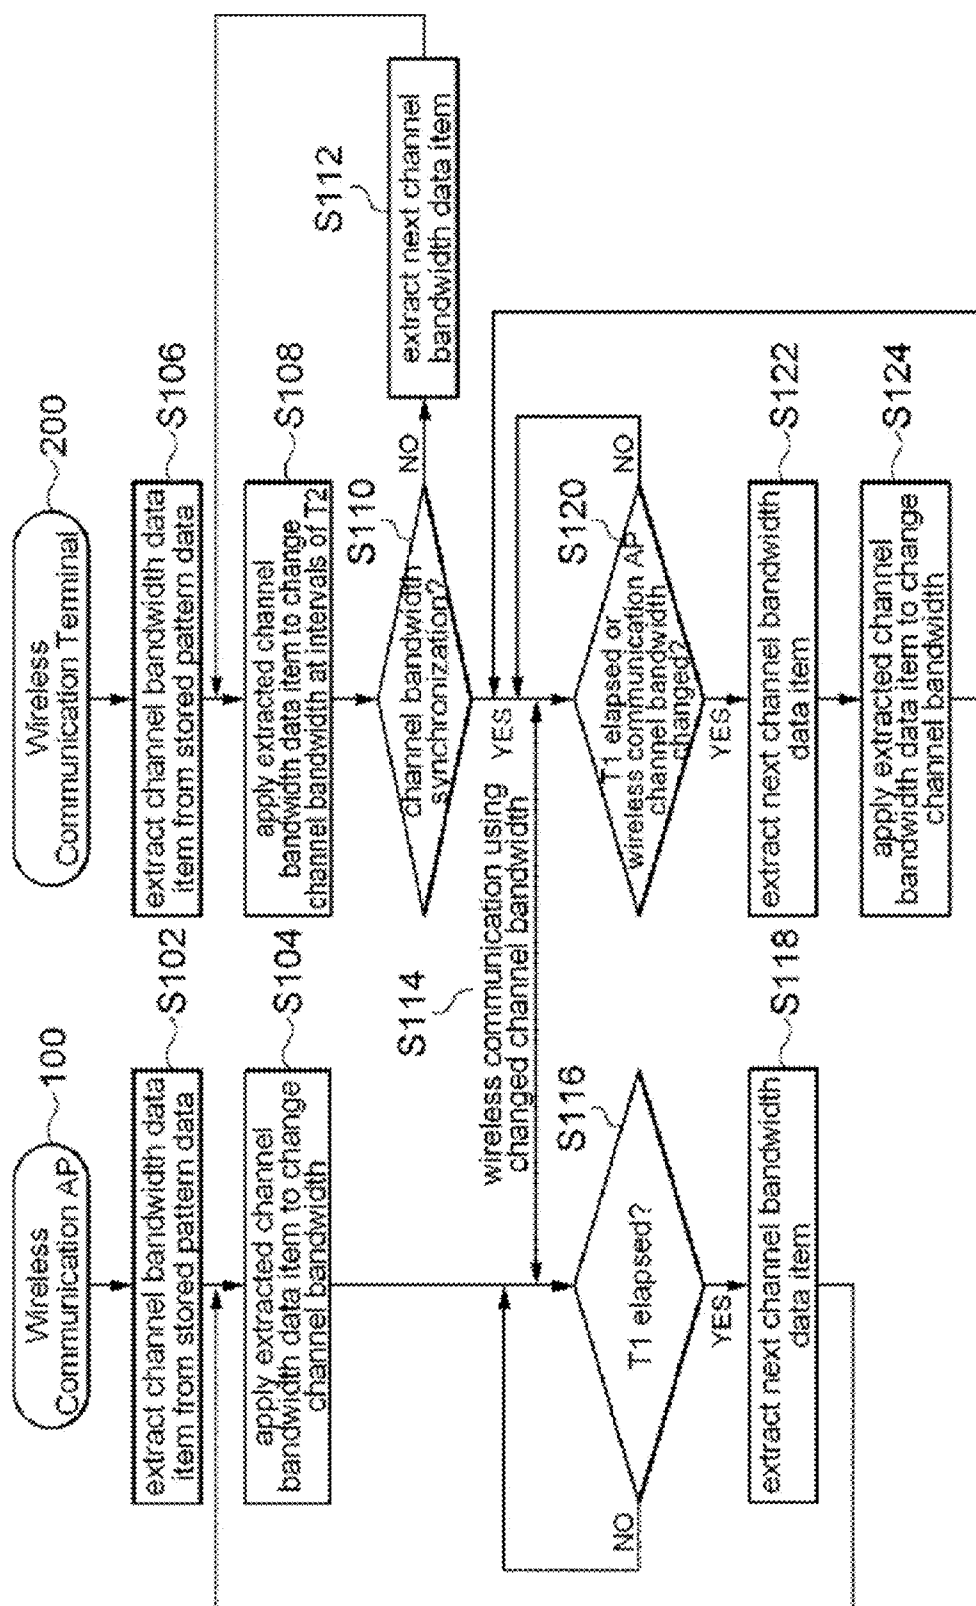 Wireless
Communication AP
100
extract channel bandwidth data
item from stored pattern data
S102
apply extracted channel
bandwidth data item to change
channel bandwidth
S104
Wireless
Communication Terminal
200
extract channel bandwidth data
item from stored pattern data
S106
apply extracted channel
bandwidth data item to change
channel bandwidth at intervals of T2
S108
channel bandwidth
synchronization?
S110
NO
YES
extract next channel
bandwidth data item
S112
S114
wireless communication using
changed channel bandwidth
T1 elapsed?
S116
NO
YES
extract next channel bandwidth
data item
S118
T1 elapsed or
wireless communication AP
channel bandwidth
changed?
S120
NO
YES
extract next channel bandwidth
data item
S122
apply extracted channel
bandwidth data item to change
channel bandwidth
S124